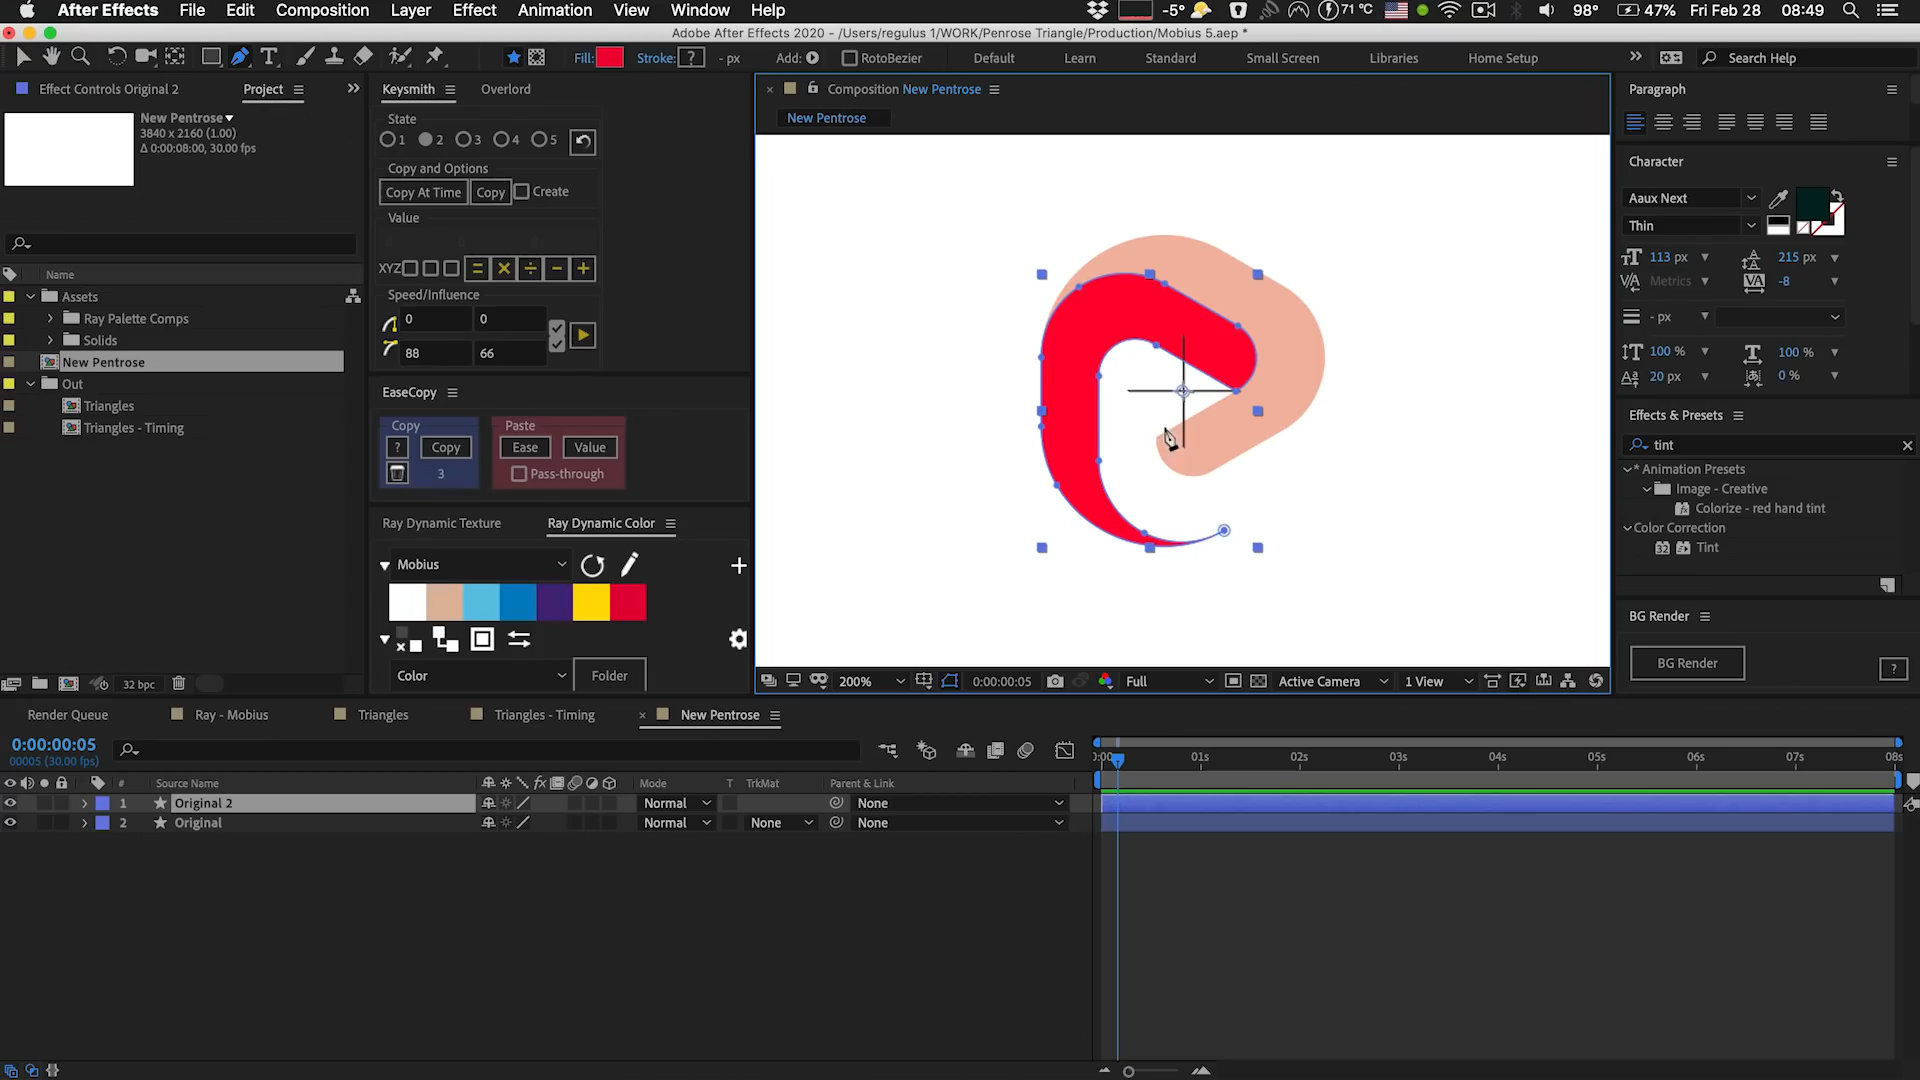 After Effects File Edit Composition Layer Effect Animation View Window Help -5° 71 °C 98° 47% Fri Feb 28 08:49
Adobe After Effects 2020 - /Users/regulus 1/WORK/Penrose Triangle/Production/Mobius 5.aep *
Fill: Stroke: ? - px Add: RotoBezier Default Learn Standard Small Screen Libraries Home Setup Search Help
Effect Controls Original 2 Project
New Pentrose
3840 x 2160 (1.00)
Δ 0:00:08:00, 30.00 fps
Name
Assets
Ray Palette Comps
Solids
New Pentrose
Out
Triangles
Triangles - Timing
32 bpc
Keysmith Overlord
State
1 2 3 4 5
Copy and Options
Copy At Time Copy Create
Value
XYZ = × ÷ − +
Speed/Influence
0 0
88 66
EaseCopy
Copy Paste
? Copy Ease Value
3 Pass-through
Ray Dynamic Texture Ray Dynamic Color
Mobius
Color Folder
Composition New Pentrose
New Pentrose
200% 0:00:00:05 Full Active Camera 1 View
Paragraph
Character
Aaux Next
Thin
113 px 215 px
Metrics -8
- px
100 % 100 %
20 px 0 %
Effects & Presets
tint
* Animation Presets
Image - Creative
Colorize - red hand tint
Color Correction
32 Tint
BG Render
BG Render ?
Render Queue Ray - Mobius Triangles Triangles - Timing New Pentrose
0:00:00:05
00005 (30.00 fps)
01s 02s 03s 04s 05s 06s 07s 08s
# Source Name fx Mode T TrkMat Parent & Link
1 Original 2 Normal None
2 Original Normal None None